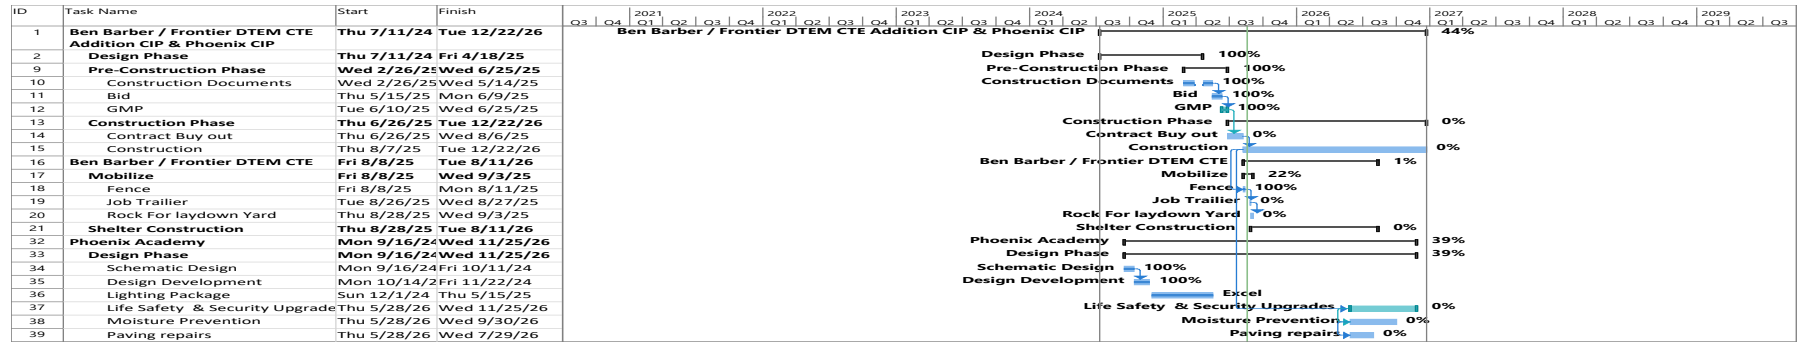 ID Task Name Start Finish 2021 2022 2023 2024 2025 2026 2027 2028 2029
Q3 Q4 Q1 Q2 Q3 Q4 Q1 Q2 Q3 Q4 Q1 Q2 Q3 Q4 Q1 Q2 Q3 Q4 Q1 Q2 Q3 Q4 Q1 Q2 Q3 Q4 Q1 Q2 Q3 Q4 Q1 Q2 Q3 Q4 Q1 Q2 Q3
1 Ben Barber / Frontier DTEM CTE Thu 7/11/24 Tue 12/22/26 Ben Barber / Frontier DTEM CTE Addition CIP & Phoenix CIP 44%
Addition CIP & Phoenix CIP
2 Design Phase Thu 7/11/24 Fri 4/18/25 Design Phase 100%
9 Pre-Construction Phase Wed 2/26/25 Wed 6/25/25 Pre-Construction Phase 100%
10 Construction Documents Wed 2/26/25 Wed 5/14/25 Construction Documents 100%
11 Bid Thu 5/15/25 Mon 6/9/25 Bid 100%
12 GMP Tue 6/10/25 Wed 6/25/25 GMP 100%
13 Construction Phase Thu 6/26/25 Tue 12/22/26 Construction Phase 0%
14 Contract Buy out Thu 6/26/25 Wed 8/6/25 Contract Buy out 0%
15 Construction Thu 8/7/25 Tue 12/22/26 Construction 0%
16 Ben Barber / Frontier DTEM CTE Fri 8/8/25 Tue 8/11/26 Ben Barber / Frontier DTEM CTE 1%
17 Mobilize Fri 8/8/25 Wed 9/3/25 Mobilize 22%
18 Fence Fri 8/8/25 Mon 8/11/25 Fence 100%
19 Job Trailier Tue 8/26/25 Wed 8/27/25 Job Trailier 0%
20 Rock For laydown Yard Thu 8/28/25 Wed 9/3/25 Rock For laydown Yard 0%
21 Shelter Construction Thu 8/28/25 Tue 8/11/26 Shelter Construction 0%
32 Phoenix Academy Mon 9/16/24 Wed 11/25/26 Phoenix Academy 39%
33 Design Phase Mon 9/16/24 Wed 11/25/26 Design Phase 39%
34 Schematic Design Mon 9/16/24 Fri 10/11/24 Schematic Design 100%
35 Design Development Mon 10/14/2 Fri 11/22/24 Design Development 100%
36 Lighting Package Sun 12/1/24 Thu 5/15/25 Excel
37 Life Safety & Security Upgrade Thu 5/28/26 Wed 11/25/26 Life Safety & Security Upgrades 0%
38 Moisture Prevention Thu 5/28/26 Wed 9/30/26 Moisture Prevention 0%
39 Paving repairs Thu 5/28/26 Wed 7/29/26 Paving repairs 0%